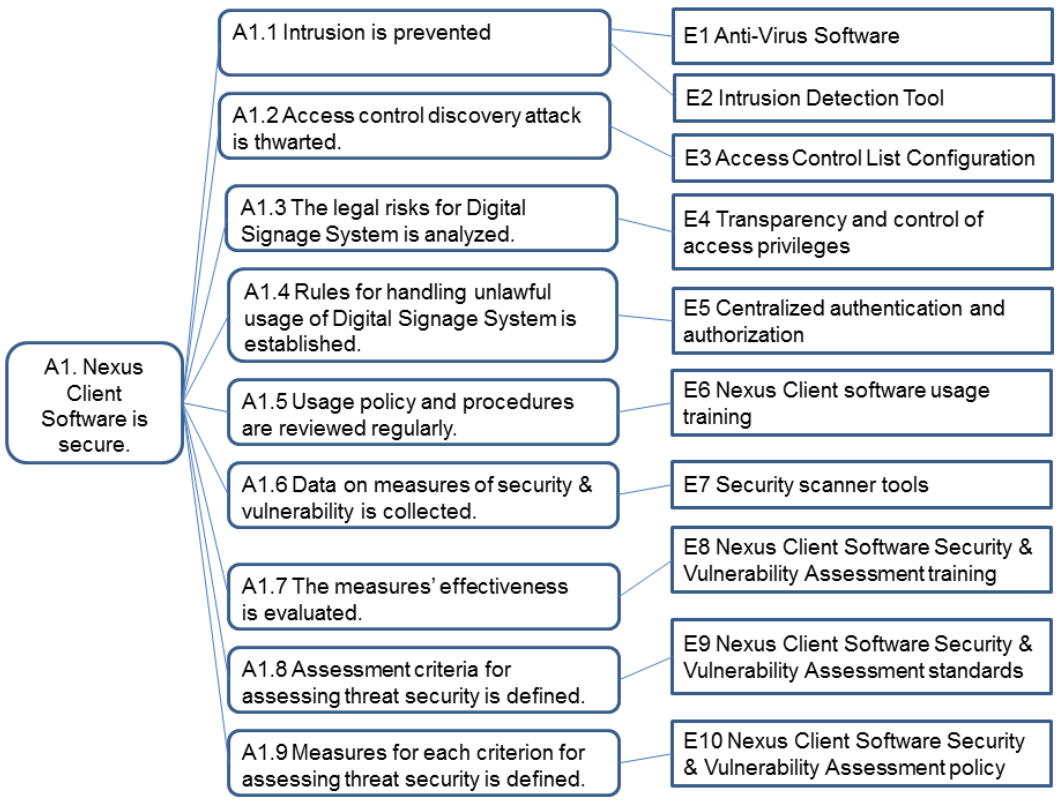 A1. Nexus
Client
Software is
secure.
A1.1 Intrusion is prevented
A1.2 Access control discovery attack
is thwarted.
A1.3 The legal risks for Digital
Signage System is analyzed.
A1.4 Rules for handling unlawful
usage of Digital Signage System is
established.
A1.5 Usage policy and procedures
are reviewed regularly.
A1.6 Data on measures of security &
vulnerability is collected.
A1.7 The measures’ effectiveness
is evaluated.
A1.8 Assessment criteria for
assessing threat security is defined.
A1.9 Measures for each criterion for
assessing threat security is defined.
E1 Anti-Virus Software
E2 Intrusion Detection Tool
E3 Access Control List Configuration
E4 Transparency and control of
access privileges
E5 Centralized authentication and
authorization
E6 Nexus Client software usage
training
E7 Security scanner tools
E8 Nexus Client Software Security &
Vulnerability Assessment training
E9 Nexus Client Software Security &
Vulnerability Assessment standards
E10 Nexus Client Software Security
& Vulnerability Assessment policy